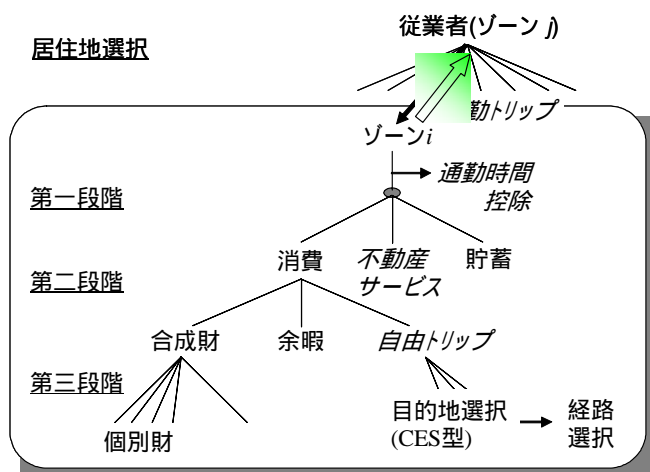 従業者(ゾーン j)
居住地選択
勤トリップ
ゾーンi
通勤時間
控除
第一段階
消費
不動産
サービス
貯蓄
第二段階
合成財
余暇
自由トリップ
第三段階
個別財
目的地選択
(CES型)
経路
選択